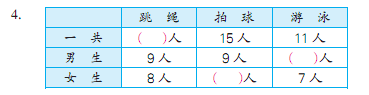 4.
跳 绳 拍 球 游 泳
一 共 ( )人 15人 11人
男 生 9人 9人 ( )人
女 生 8人 ( )人 7人